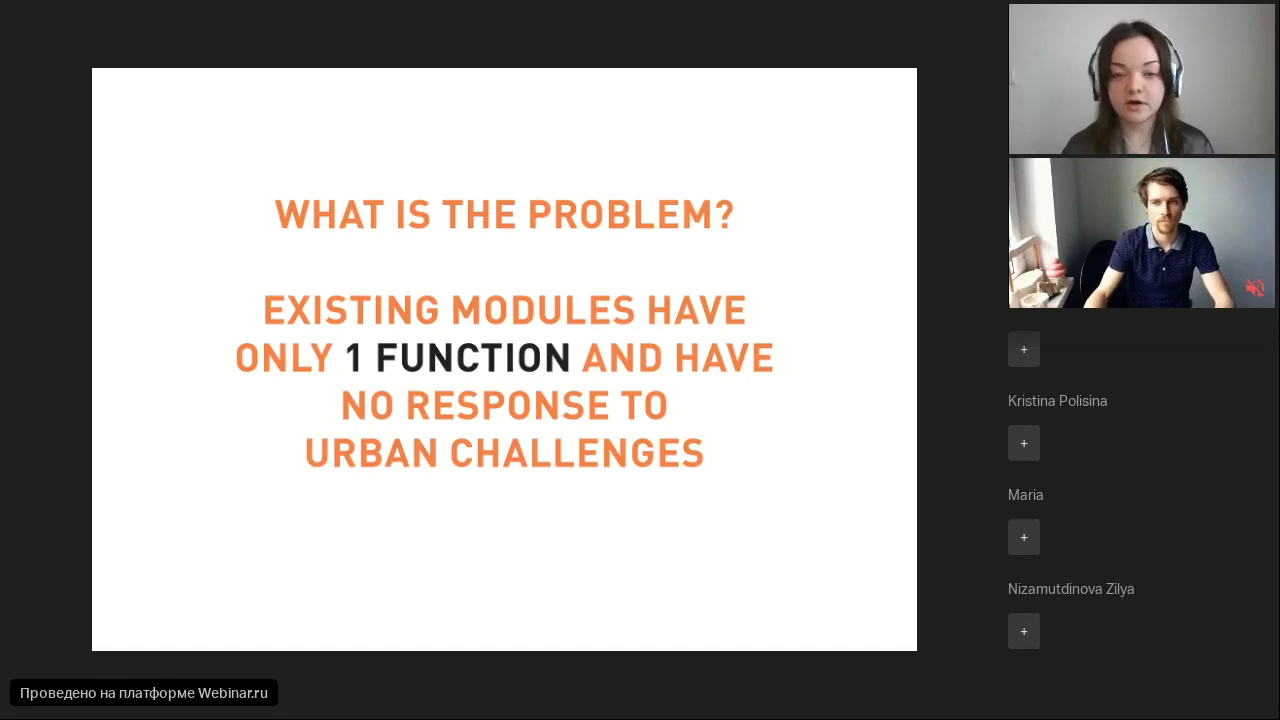 WHAT IS THE PROBLEM?
EXISTING MODULES HAVE
ONLY 1 FUNCTION AND HAVE
NO RESPONSE TO
URBAN CHALLENGES
+
Kristina Polisina
+
Maria
+
Nizamutdinova Zilya
+
Проведено на платформе Webinar.ru